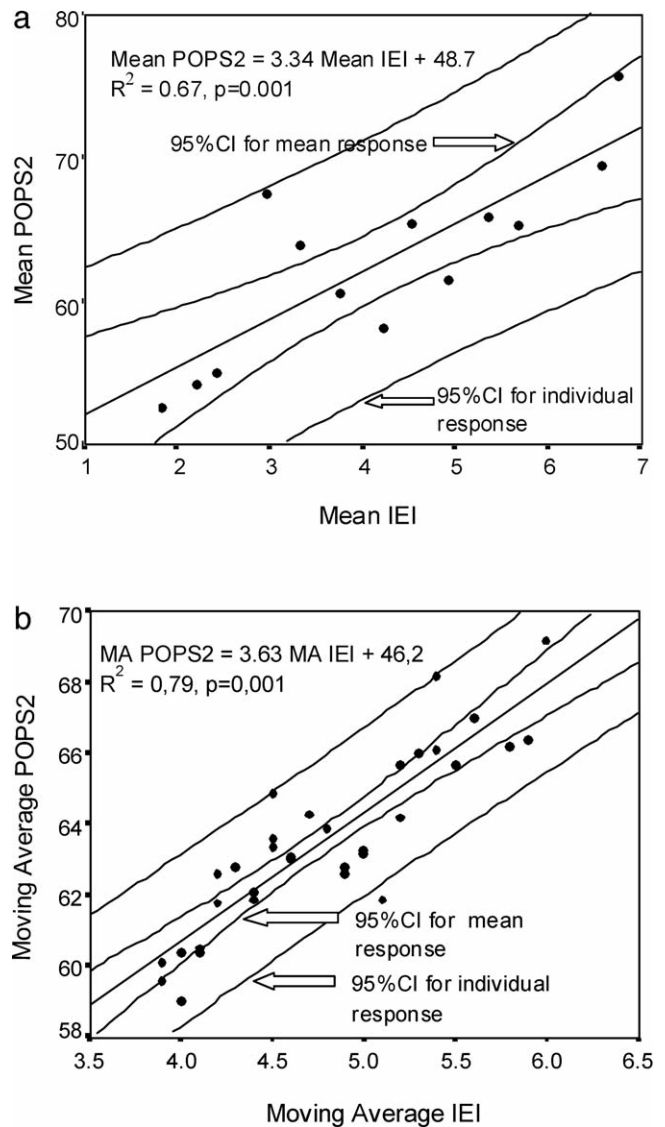 a
80'
Mean POPS2 = 3.34 Mean IEI + 48.7
R² = 0.67, p=0.001
95%CI for mean response
70'
Mean POPS2
60'
95%CI for individual
response
50
1 2 3 4 5 6 7
Mean IEI
b
70
MA POPS2 = 3.63 MA IEI + 46,2
R² = 0,79, p=0,001
68
66
Moving Average POPS2
64
62
95%CI for mean
response
60
95%CI for individual
response
58
3.5 4.0 4.5 5.0 5.5 6.0 6.5
Moving Average IEI